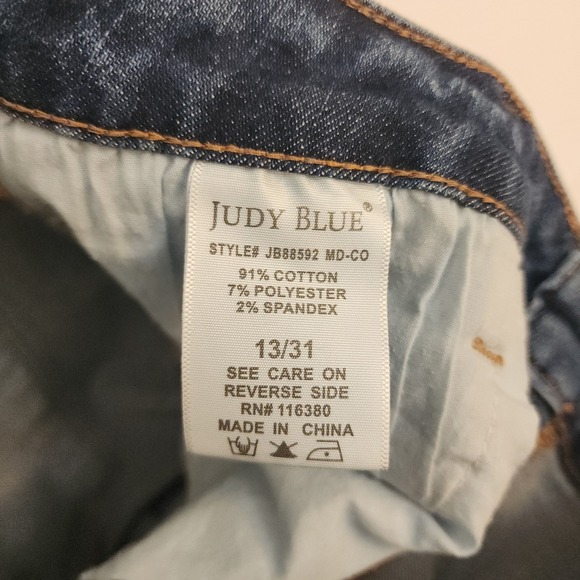 JUDY BLUE®
STYLE# JB88592 MD-CO
91% COTTON
7% POLYESTER
2% SPANDEX
13/31
SEE CARE ON
REVERSE SIDE
RN# 116380
MADE IN CHINA